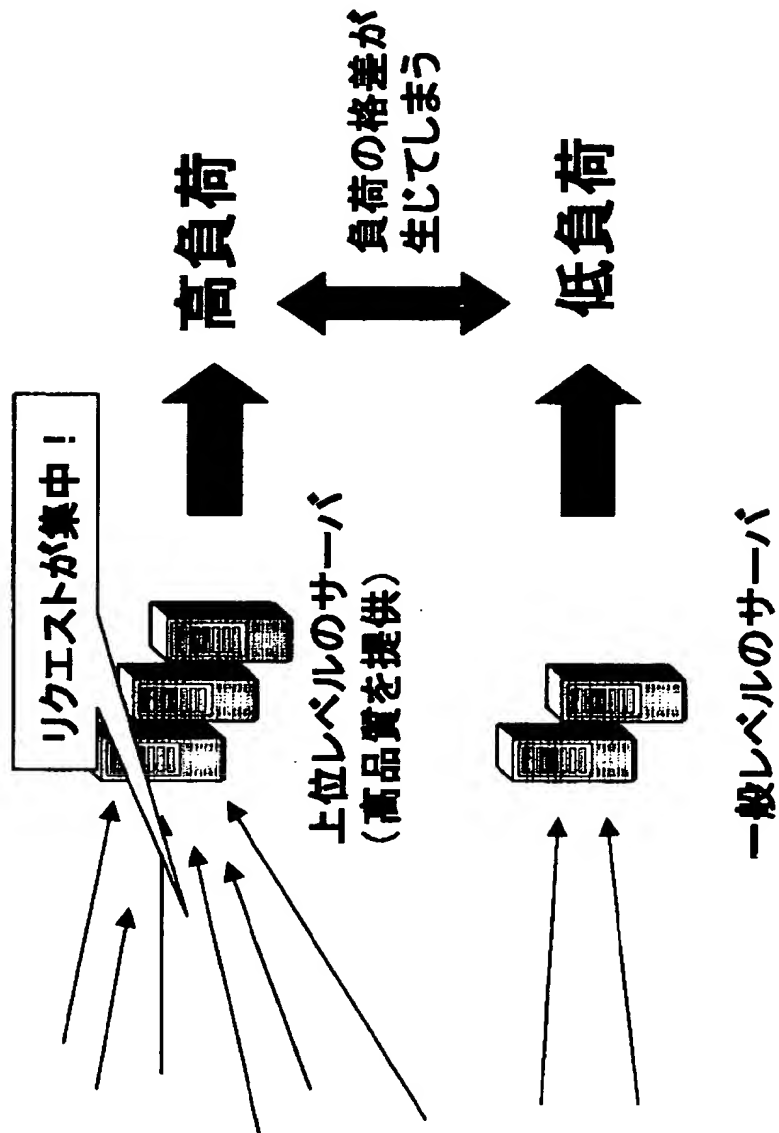 リクエストが集中！
上位レベルのサーバ
（高品質を提供）
高負荷
負荷の格差が
生じてしまう
一般レベルのサーバ
低負荷